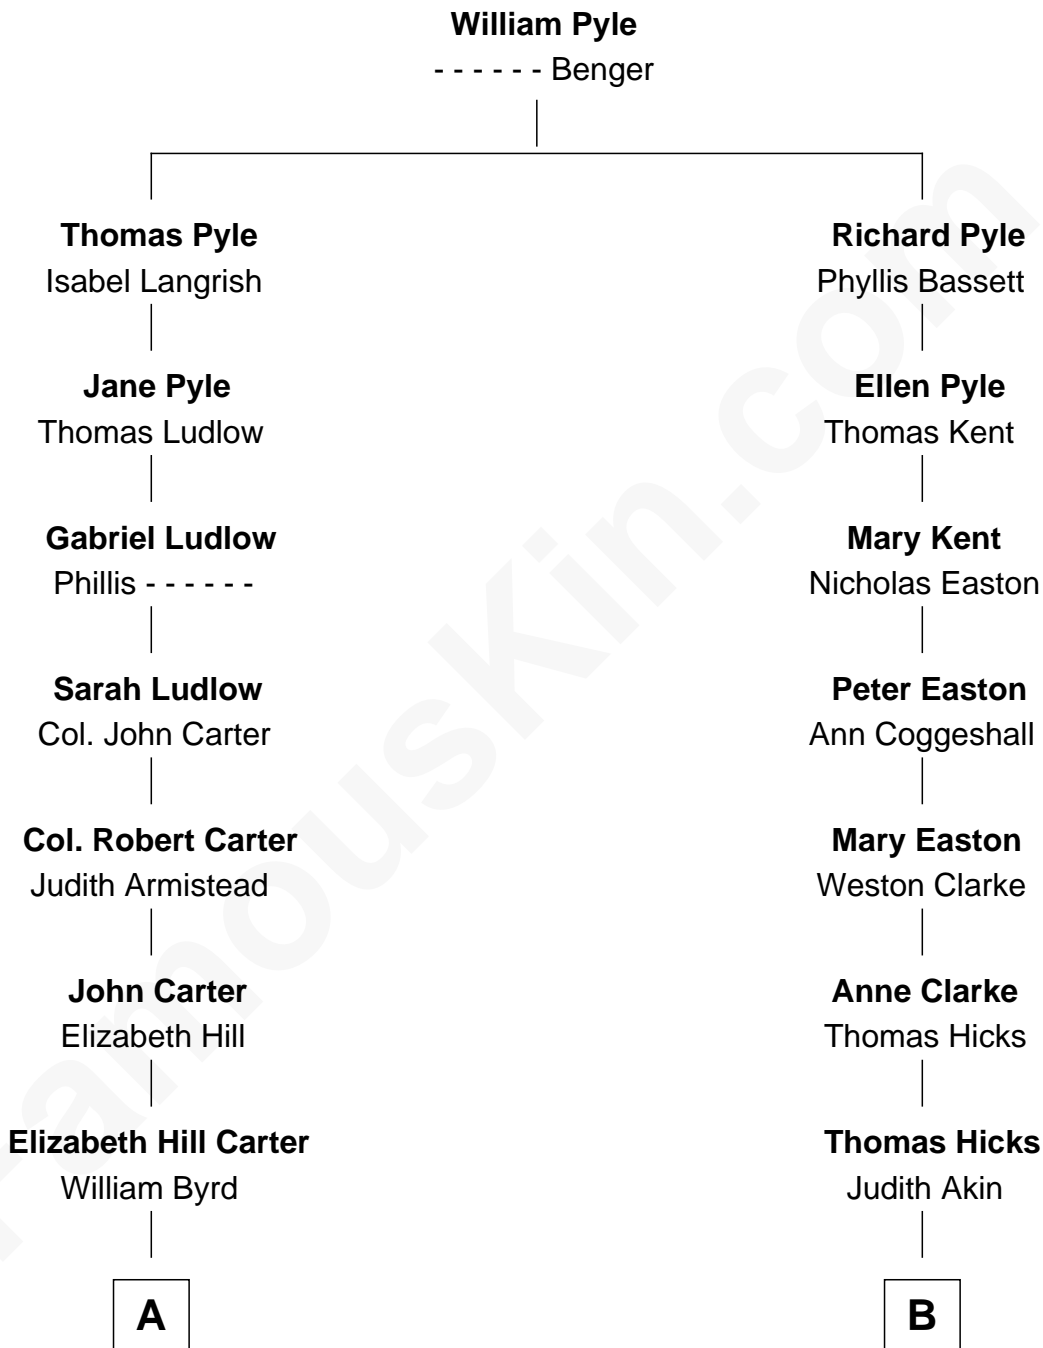 William Pyle
- - - - - - Benger
Thomas Pyle
Isabel Langrish
Richard Pyle
Phyllis Bassett
Jane Pyle
Thomas Ludlow
Ellen Pyle
Thomas Kent
Gabriel Ludlow
Phillis - - - - - -
Mary Kent
Nicholas Easton
Sarah Ludlow
Col. John Carter
Peter Easton
Ann Coggeshall
Col. Robert Carter
Judith Armistead
Mary Easton
Weston Clarke
John Carter
Elizabeth Hill
Anne Clarke
Thomas Hicks
Elizabeth Hill Carter
William Byrd
Thomas Hicks
Judith Akin
A
B
FamousKin.com